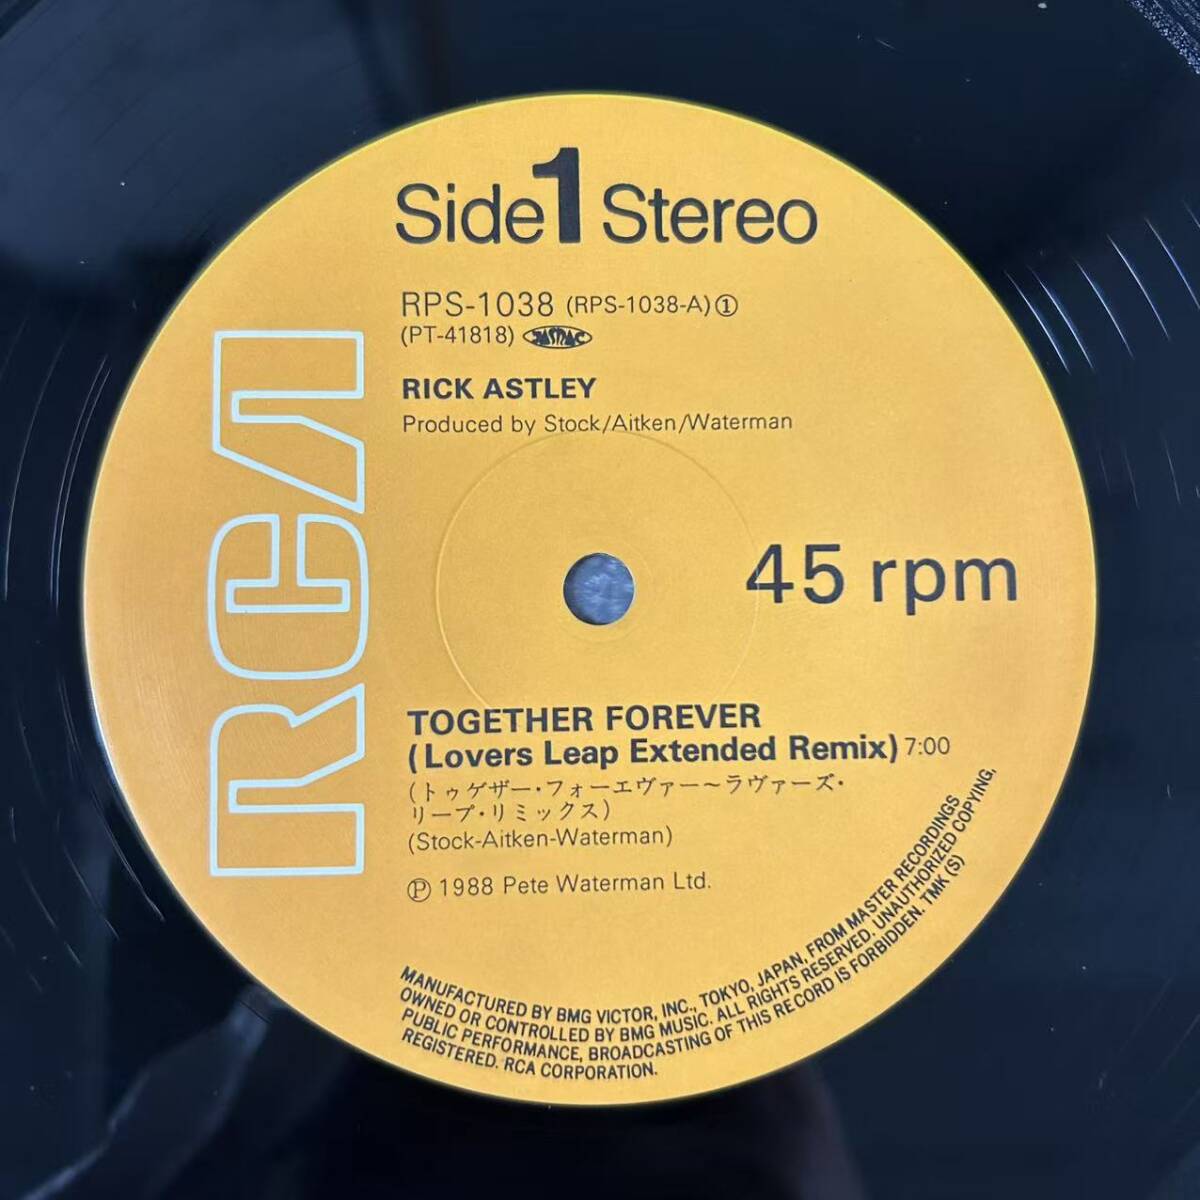 Side 1 Stereo
RPS-1038 (RPS-1038-A) ①
(PT-41818) JASRAC
RICK ASTLEY
Produced by Stock/Aitken/Waterman
RCA
45 rpm
TOGETHER FOREVER
(Lovers Leap Extended Remix) 7:00
(トゥゲザー・フォーエヴァー〜ラヴァーズ・
リープ・リミックス)
(Stock-Aitken-Waterman)
Ⓟ 1988 Pete Waterman Ltd.
MANUFACTURED BY BMG VICTOR, INC., TOKYO, JAPAN, FROM MASTER RECORDINGS
OWNED OR CONTROLLED BY BMG MUSIC. ALL RIGHTS RESERVED. UNAUTHORIZED COPYING,
PUBLIC PERFORMANCE, BROADCASTING OF THIS RECORD IS FORBIDDEN. TMK (S)
REGISTERED. RCA CORPORATION.